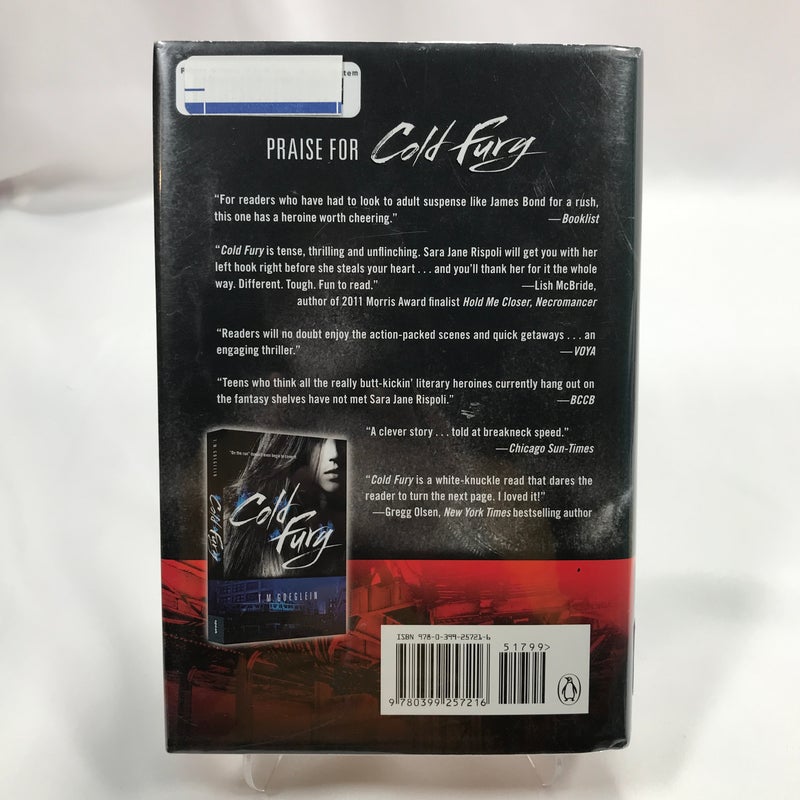 tem
PRAISE FOR Cold Fury
“For readers who have had to look to adult suspense like James Bond for a rush,
this one has a heroine worth cheering.” —Booklist
“Cold Fury is tense, thrilling and unflinching. Sara Jane Rispoli will get you with her
left hook right before she steals your heart . . . and you’ll thank her for it the whole
way. Different. Tough. Fun to read.” —Lish McBride,
author of 2011 Morris Award finalist Hold Me Closer, Necromancer
“Readers will no doubt enjoy the action-packed scenes and quick getaways . . . an
engaging thriller.” —VOYA
“Teens who think all the really butt-kickin’ literary heroines currently hang out on
the fantasy shelves have not met Sara Jane Rispoli.” —BCCB
“A clever story . . . told at breakneck speed.”
—Chicago Sun-Times
“Cold Fury is a white-knuckle read that dares the
reader to turn the next page. I loved it!”
—Gregg Olsen, New York Times bestselling author
T. M. GOEGLEIN
Cold Fury
Cold
Fury
T. M. GOEGLEIN
ISBN 978-0-399-25721-6
51799>
9 780399 257216